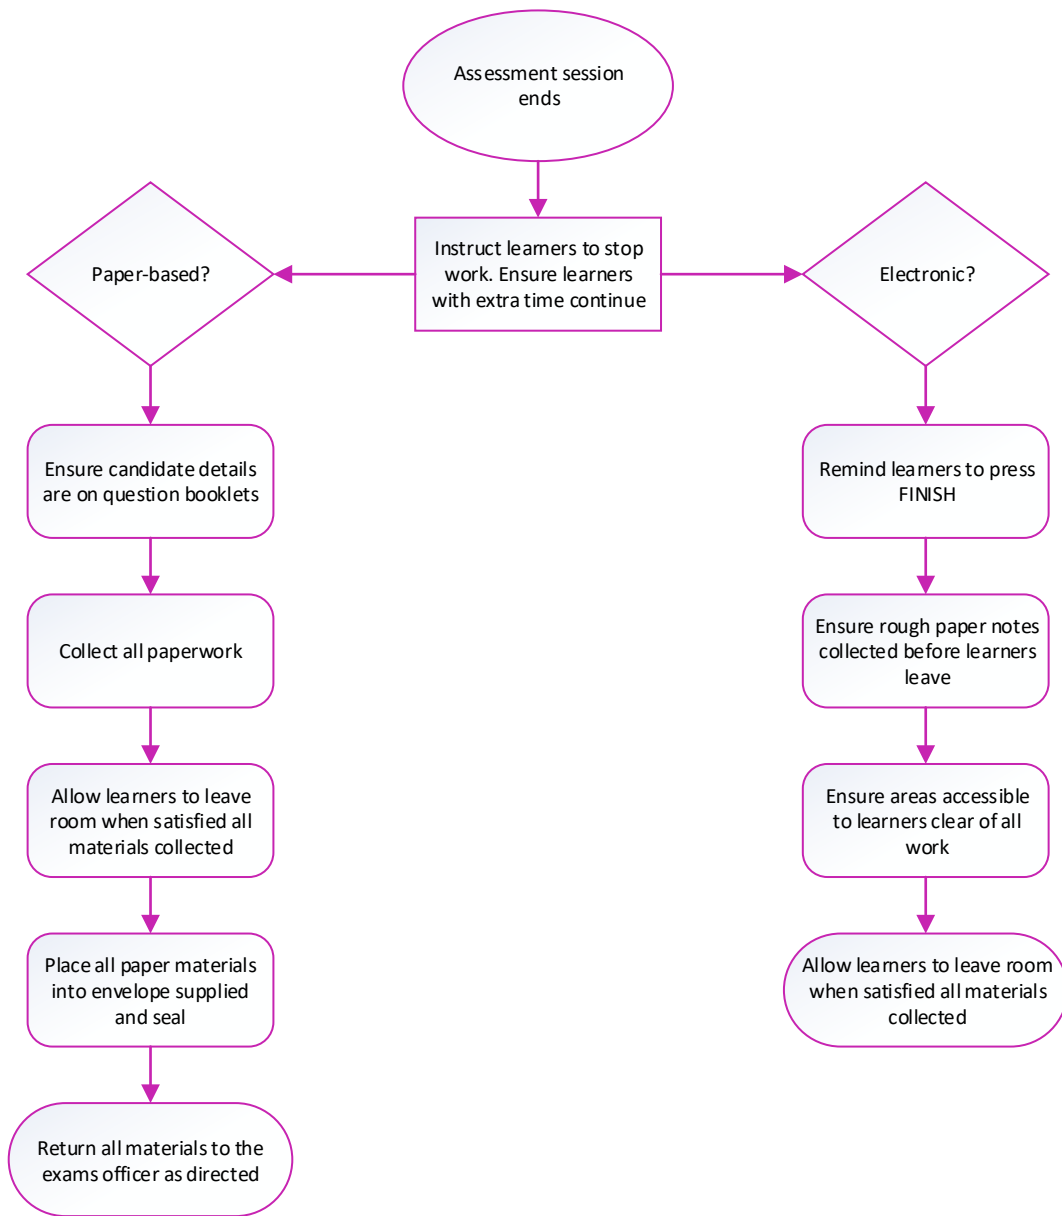 Assessment session
ends
Instruct learners to stop
work. Ensure learners
with extra time continue
Paper-based?
Ensure candidate details
are on question booklets
Collect all paperwork
Allow learners to leave
room when satisfied all
materials collected
Place all paper materials
into envelope supplied
and seal
Return all materials to the
exams officer as directed
Electronic?
Remind learners to press
FINISH
Ensure rough paper notes
collected before learners
leave
Ensure areas accessible
to learners clear of all
work
Allow learners to leave room
when satisfied all materials
collected